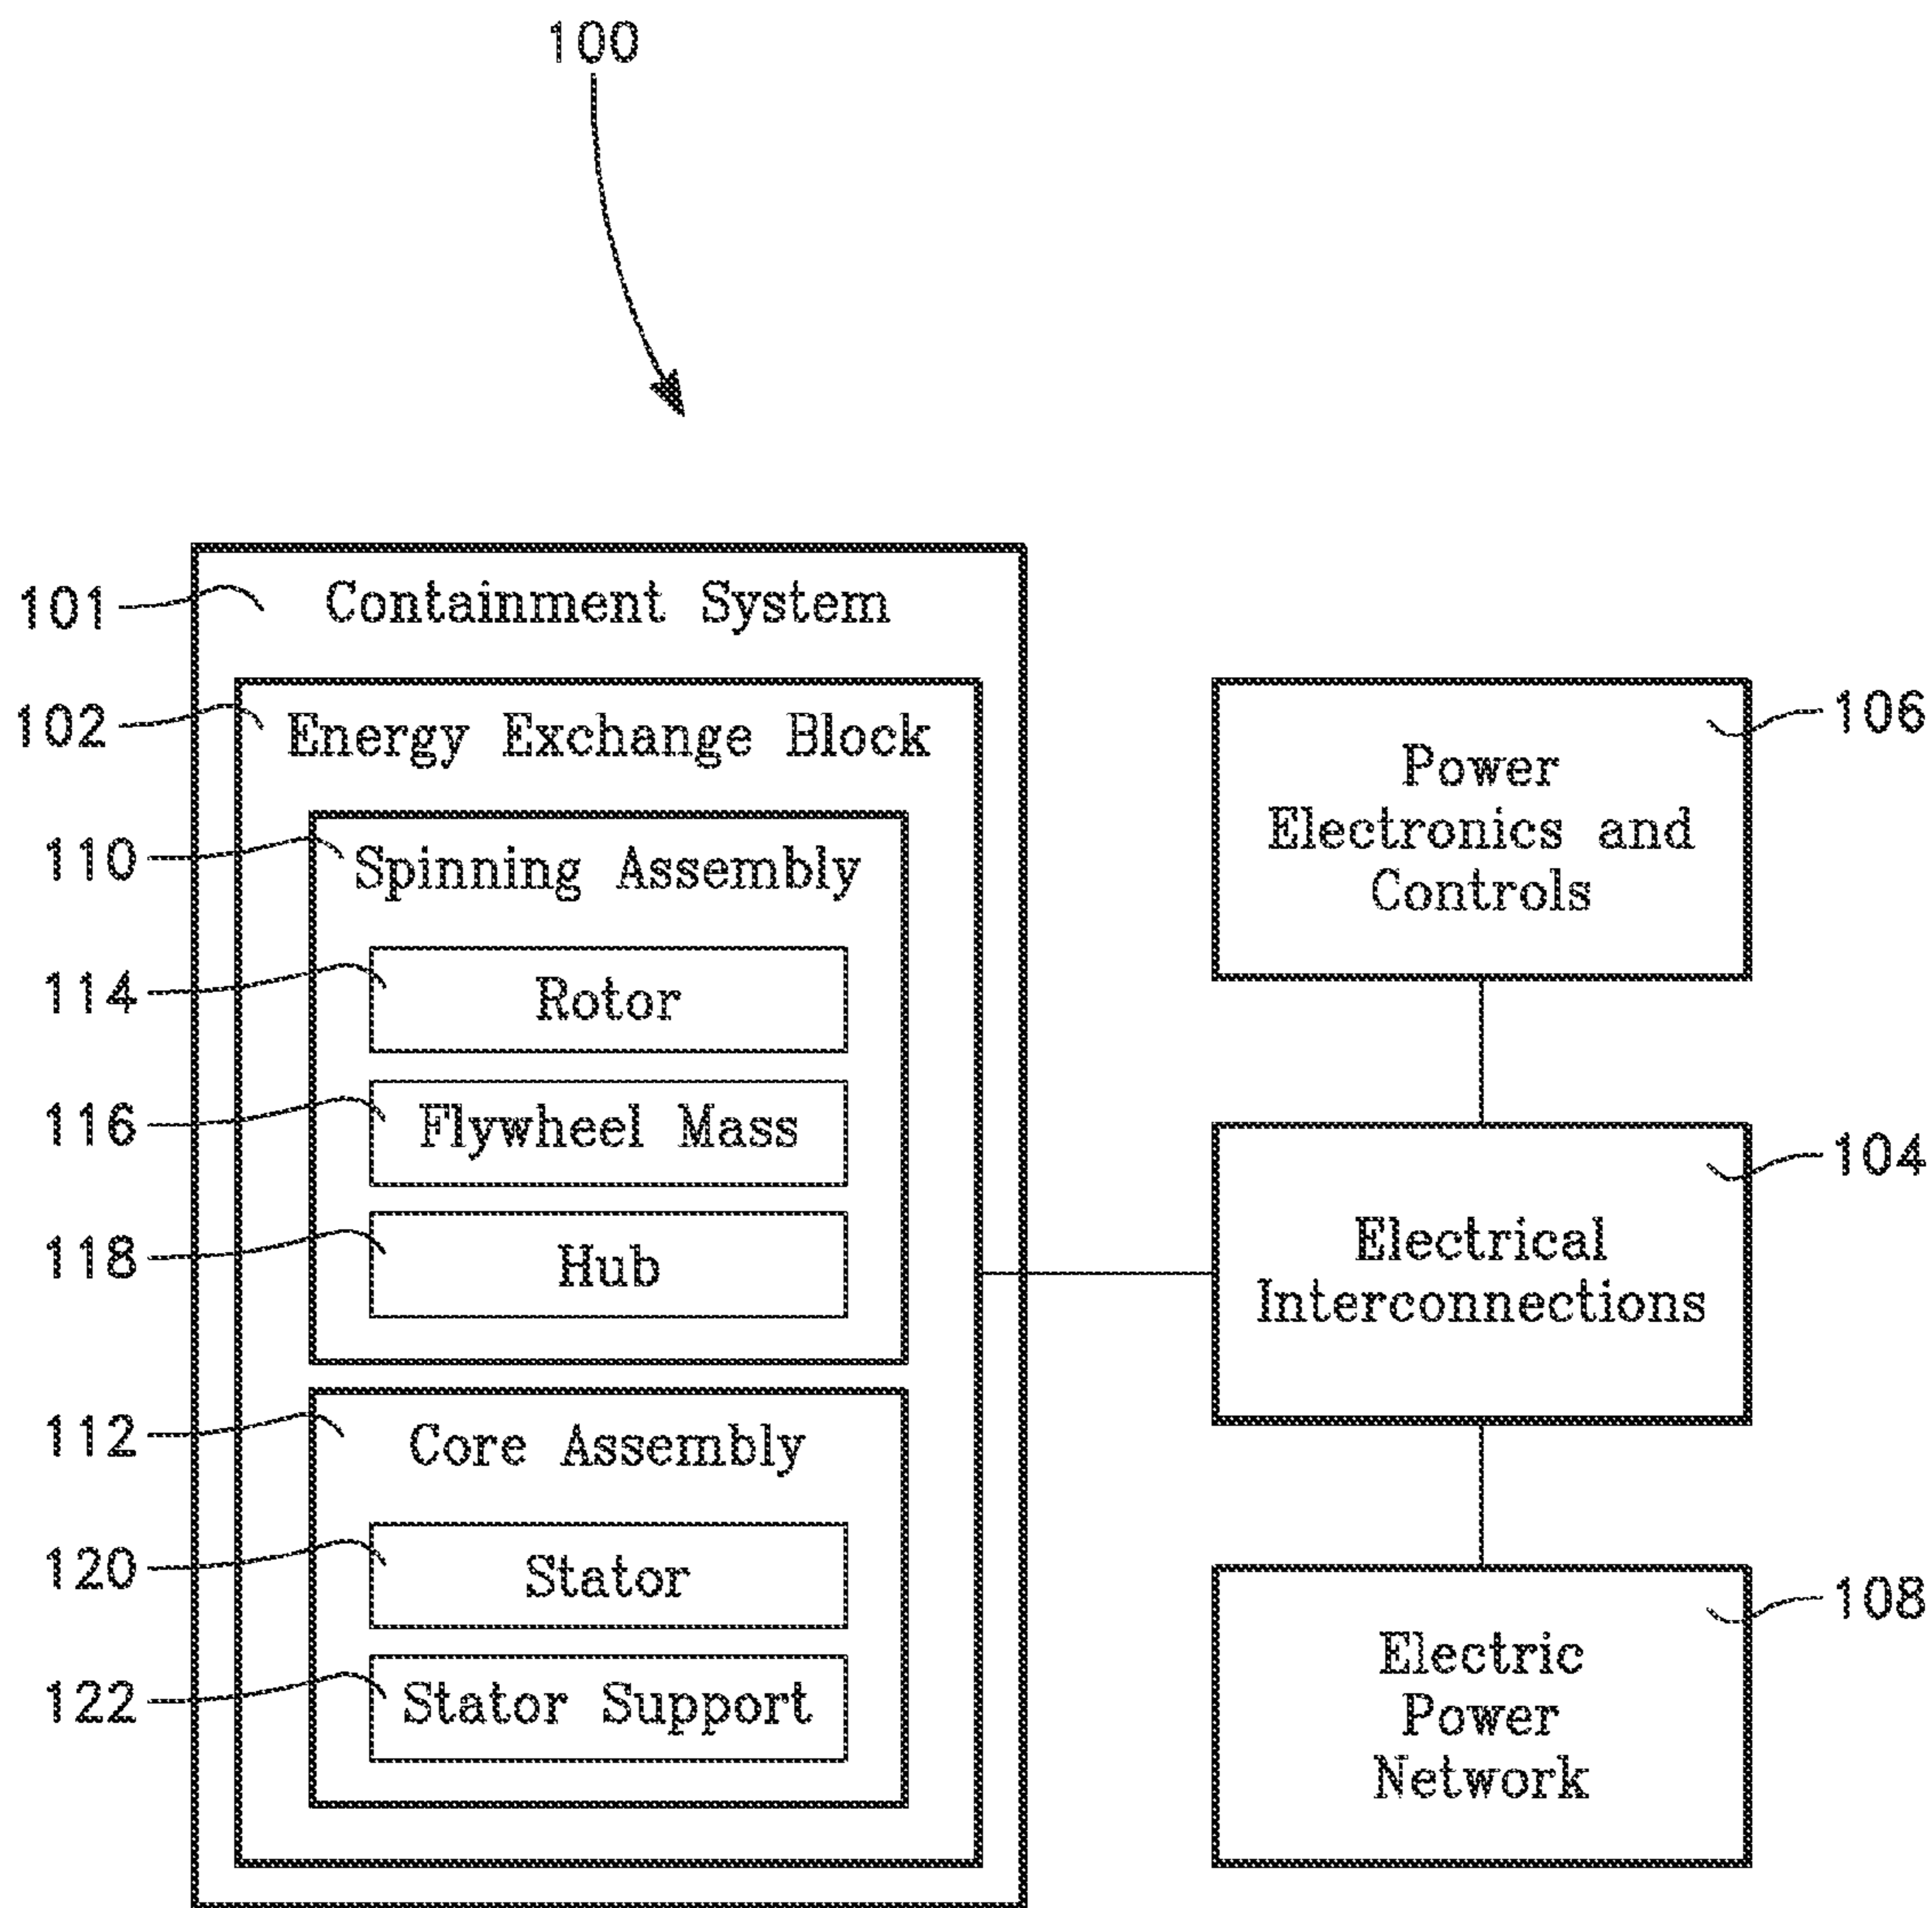 100
101
Containment System
102
Energy Exchange Block
110
Spinning Assembly
114
Rotor
116
Flywheel Mass
118
Hub
112
Core Assembly
120
Stator
122
Stator Support
106
Power
Electronics and
Controls
104
Electrical
Interconnections
108
Electric
Power
Network